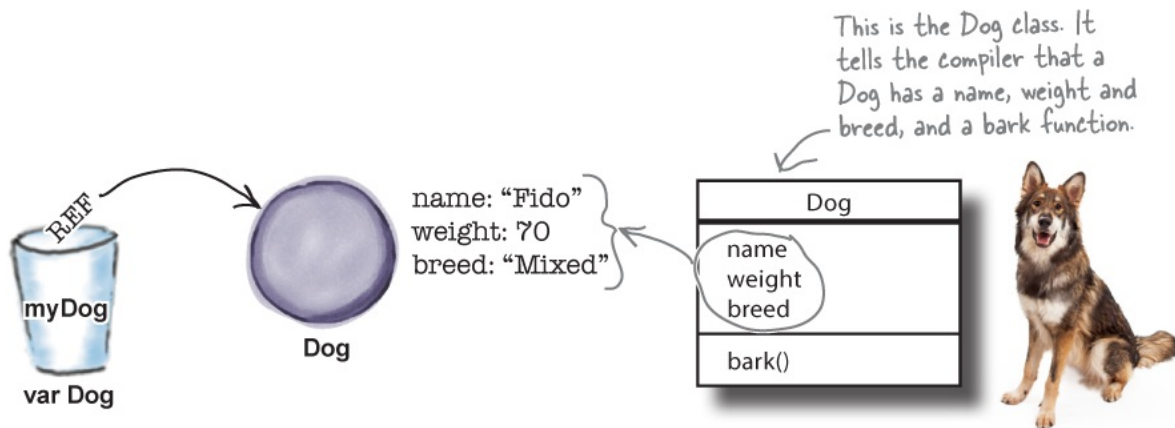 This is the Dog class. It
tells the compiler that a
Dog has a name, weight and
breed, and a bark function.
REF
myDog
var Dog
Dog
name: “Fido”
weight: 70
breed: “Mixed”
Dog
name
weight
breed
bark()